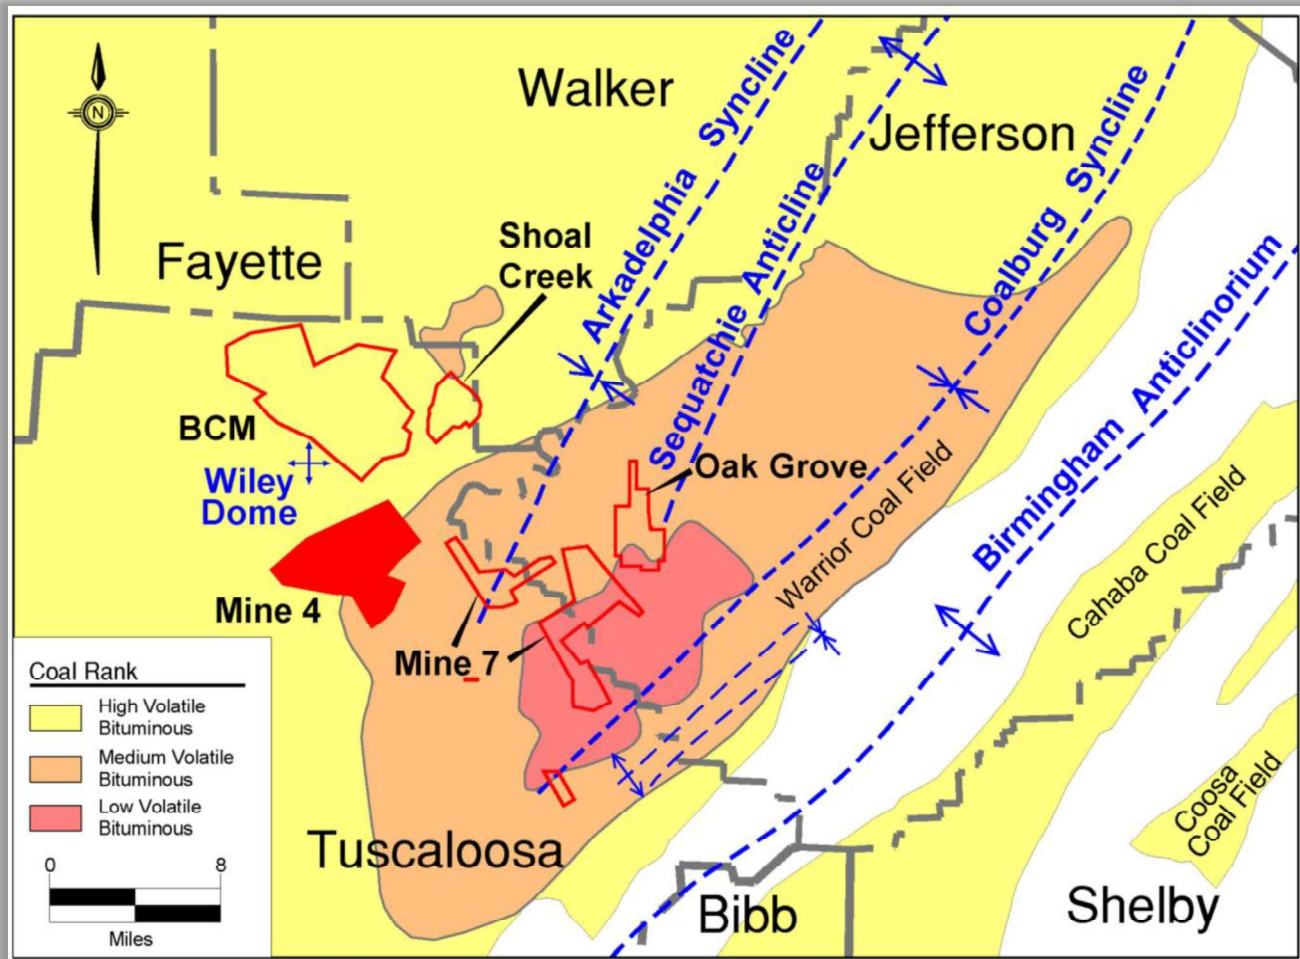 Walker
Jefferson
Fayette
N
Shoal
Creek
Arkadelphia Syncline
Sequatchie Anticline
Coalburg Syncline
Birmingham Anticlinorium
BCM
Wiley
Dome
Oak Grove
Warrior Coal Field
Cahaba Coal Field
Mine 4
Mine 7
Coosa
Coal Field
Tuscaloosa
Bibb
Shelby
Coal Rank
High Volatile
Bituminous
Medium Volatile
Bituminous
Low Volatile
Bituminous
0 8
Miles